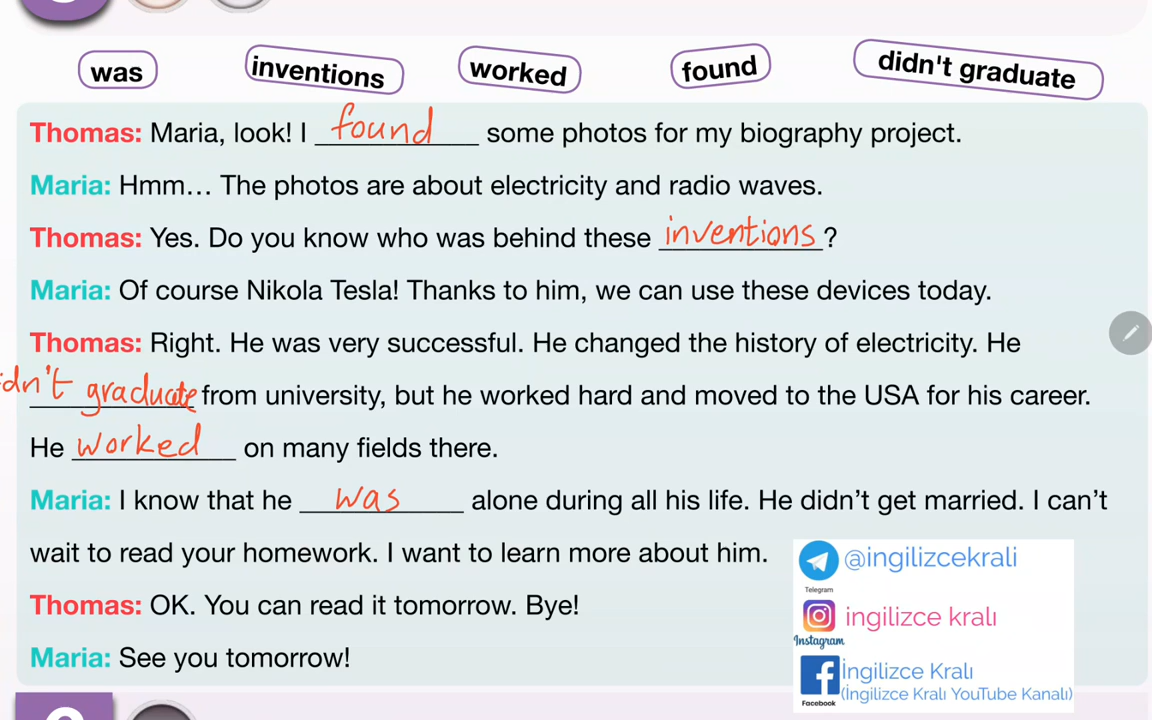 was inventions worked found didn't graduate
Thomas: Maria, look! I found some photos for my biography project.
Maria: Hmm… The photos are about electricity and radio waves.
Thomas: Yes. Do you know who was behind these inventions?
Maria: Of course Nikola Tesla! Thanks to him, we can use these devices today.
Thomas: Right. He was very successful. He changed the history of electricity. He
dn't graduate from university, but he worked hard and moved to the USA for his career.
He worked on many fields there.
Maria: I know that he was alone during all his life. He didn't get married. I can't
wait to read your homework. I want to learn more about him.
Thomas: OK. You can read it tomorrow. Bye!
Maria: See you tomorrow!
@ingilizcekrali
Telegram
ingilizce kralı
Instagram
İngilizce Kralı
(İngilizce Kralı YouTube Kanalı)
Facebook